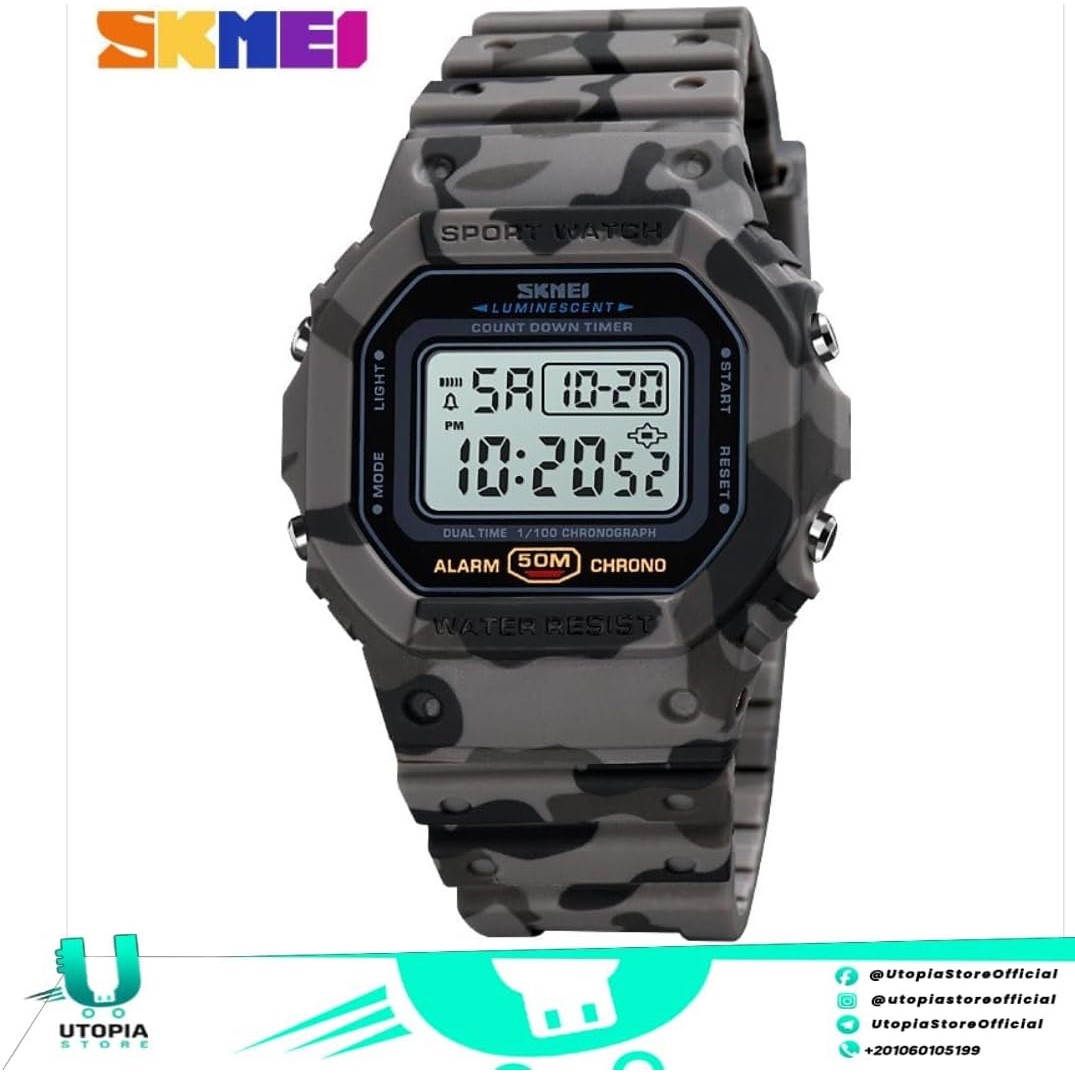 SKMEI
SPORT WATCH
SKMEI
LUMINESCENT
COUNT DOWN TIMER
LIGHT
START
SA 10-20
PM
10:20 52
MODE
RESET
DUAL TIME 1/100 CHRONOGRAPH
ALARM 50M CHRONO
WATER RESIST
UTOPIA
STORE
@UtopiaStoreOfficial
@utopiastoreofficial
UtopiaStoreOfficial
+201060105199